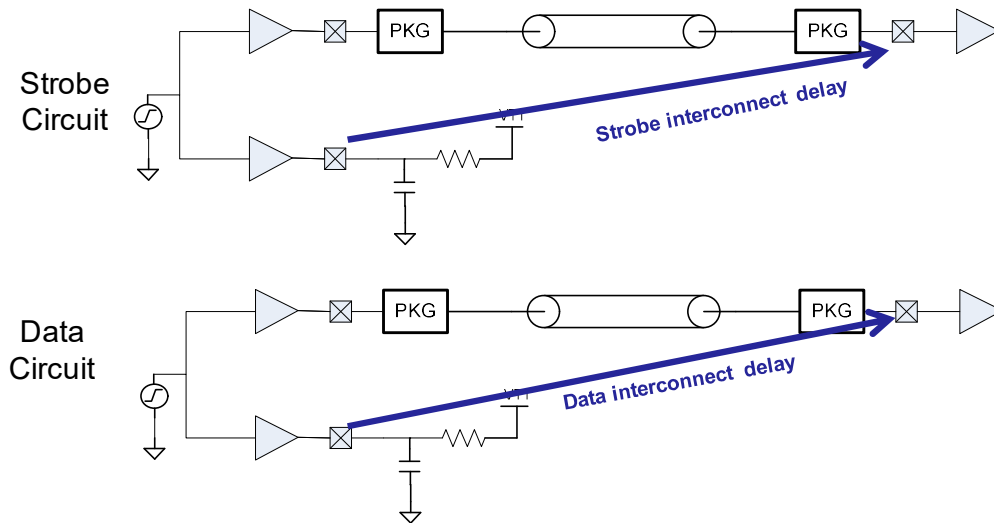 PKG
PKG
Strobe
Circuit
Strobe interconnect delay
PKG
PKG
Data
Circuit
Data interconnect delay